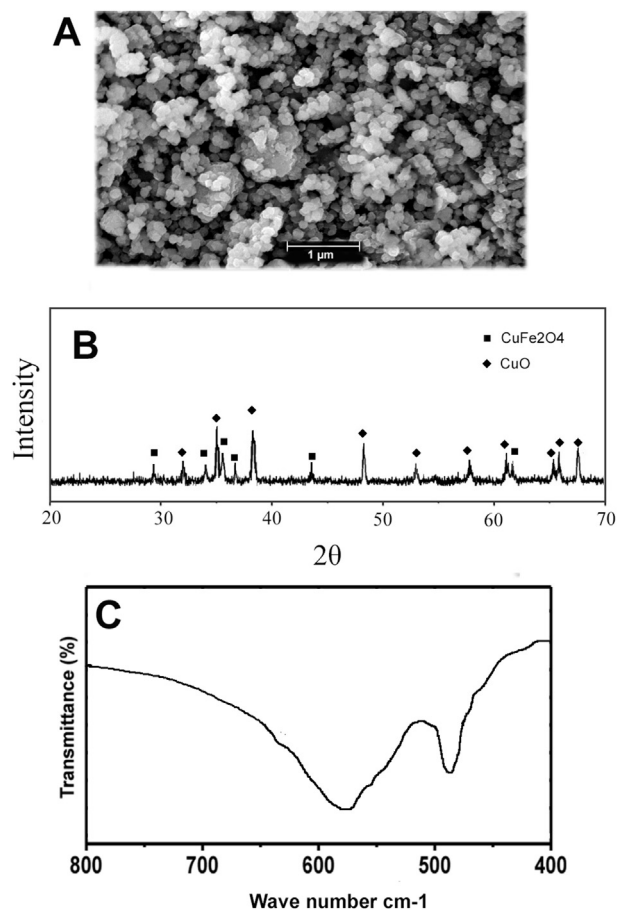 A
1 µm
B
■ CuFe2O4
◆ CuO
Intensity
20 30 40 50 60 70
2θ
C
Transmittance (%)
800 700 600 500 400
Wave number cm-1